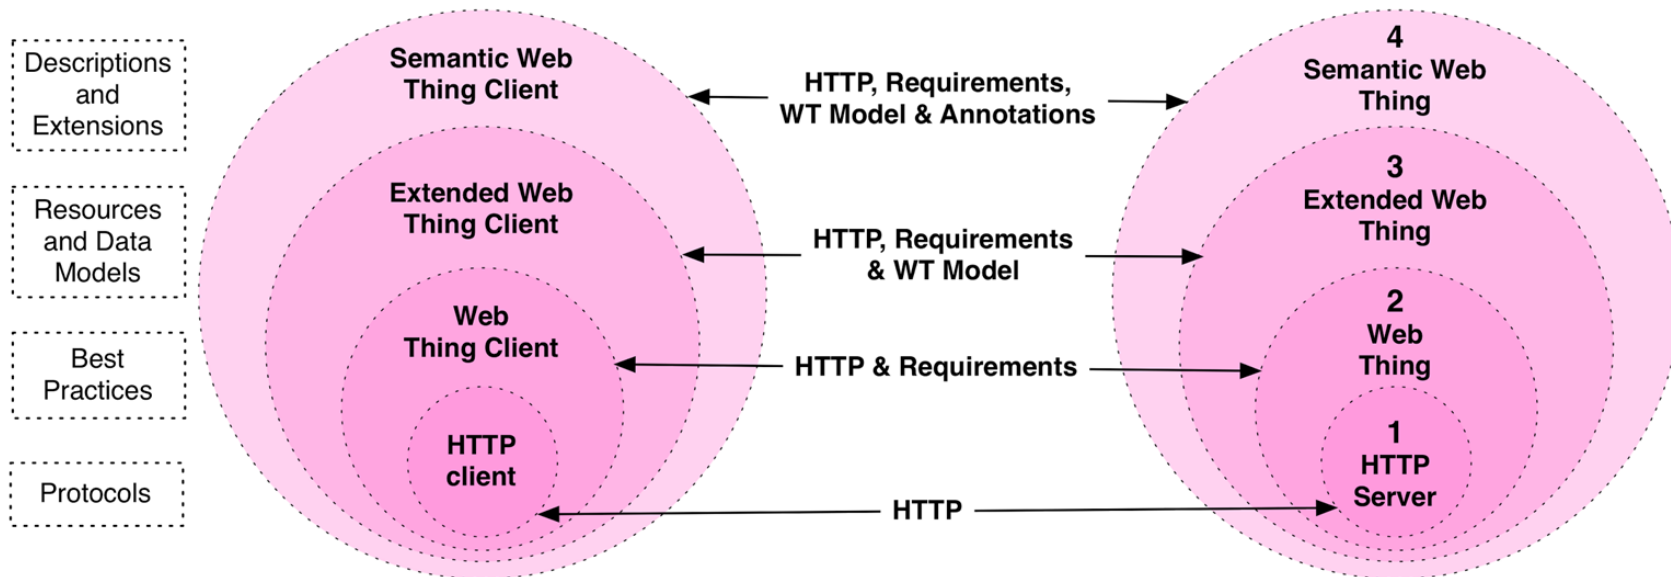 Descriptions
and
Extensions
Resources
and Data
Models
Best
Practices
Protocols
Semantic Web
Thing Client
Extended Web
Thing Client
Web
Thing Client
HTTP
client
HTTP, Requirements,
WT Model & Annotations
HTTP, Requirements
& WT Model
HTTP & Requirements
HTTP
4
Semantic Web
Thing
3
Extended Web
Thing
2
Web
Thing
1
HTTP
Server